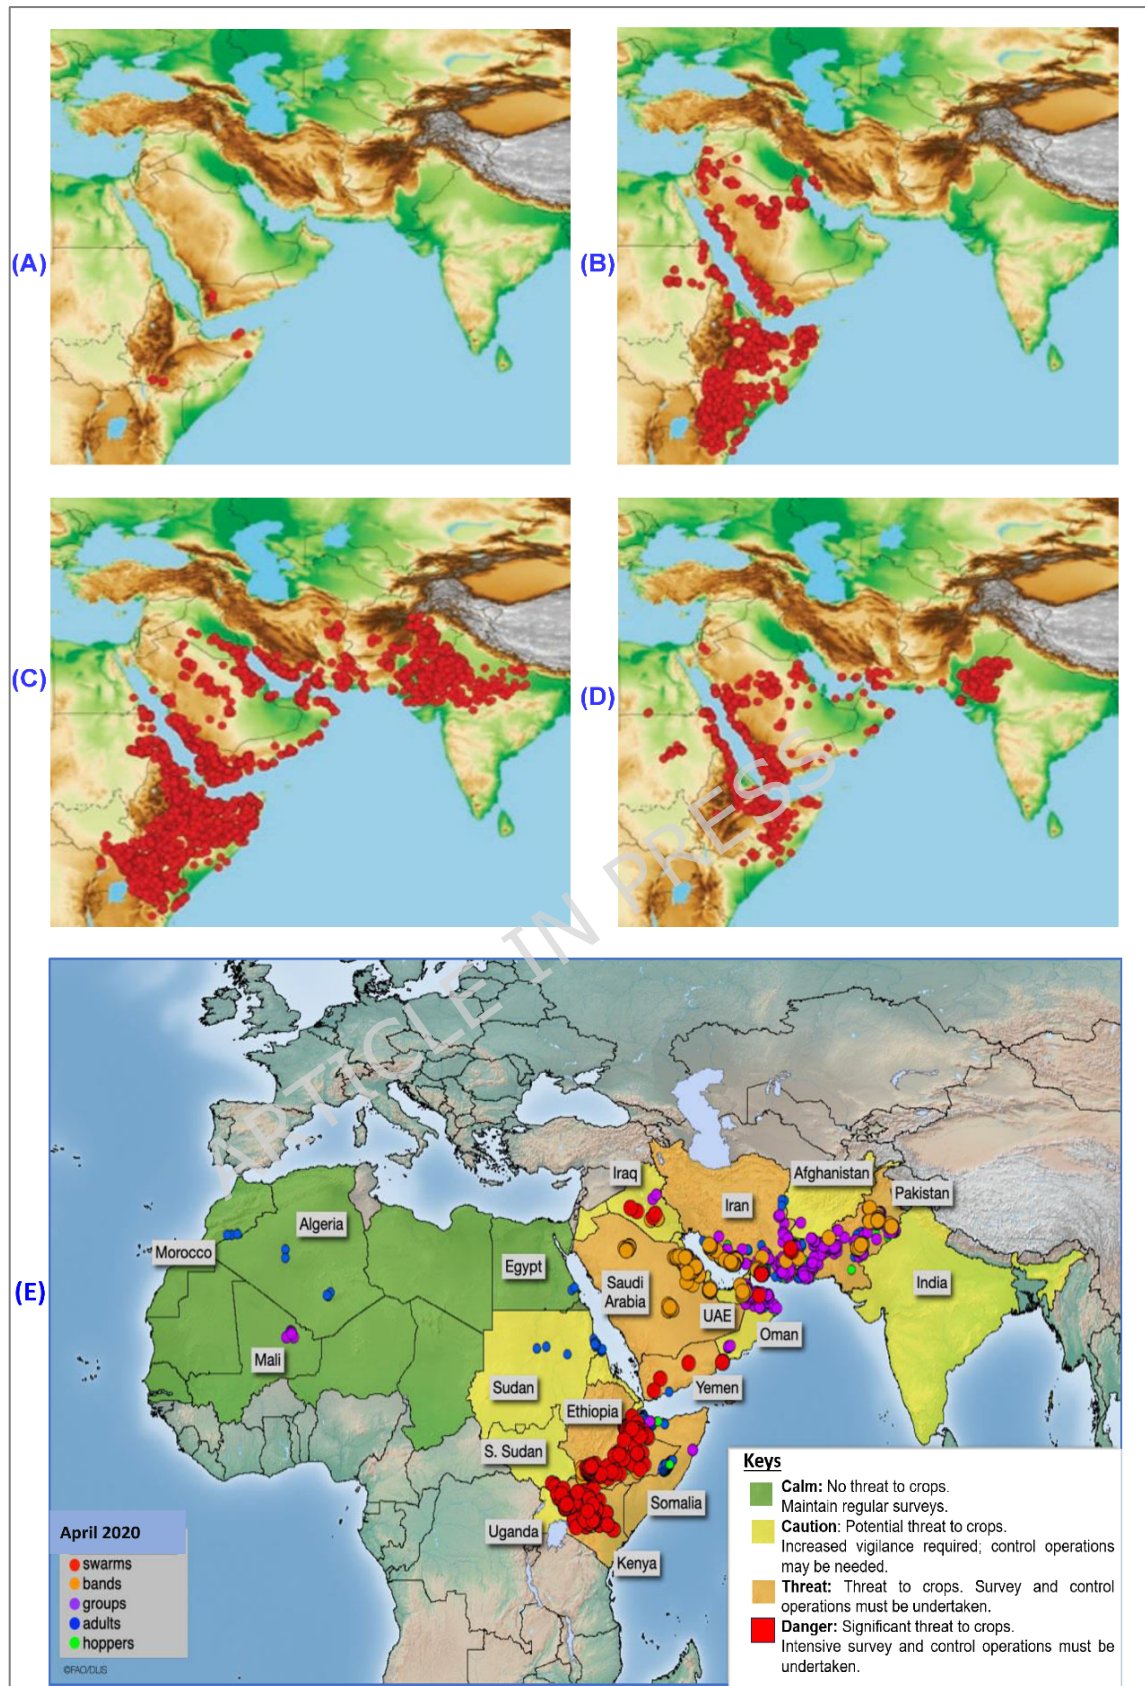 (A)
(B)
(C)
(D)
ARTICLE IN PRESS
(E)
Iraq
Afghanistan
Iran
Pakistan
Algeria
Morocco
Egypt
Saudi
Arabia
India
UAE
Oman
Mali
Sudan
Yemen
Ethiopia
S. Sudan
Somalia
Uganda
Kenya
April 2020
swarms
bands
groups
adults
hoppers
©FAO/DLIS
Keys
Calm: No threat to crops.
Maintain regular surveys.
Caution: Potential threat to crops.
Increased vigilance required; control operations
may be needed.
Threat: Threat to crops. Survey and control
operations must be undertaken.
Danger: Significant threat to crops.
Intensive survey and control operations must be
undertaken.